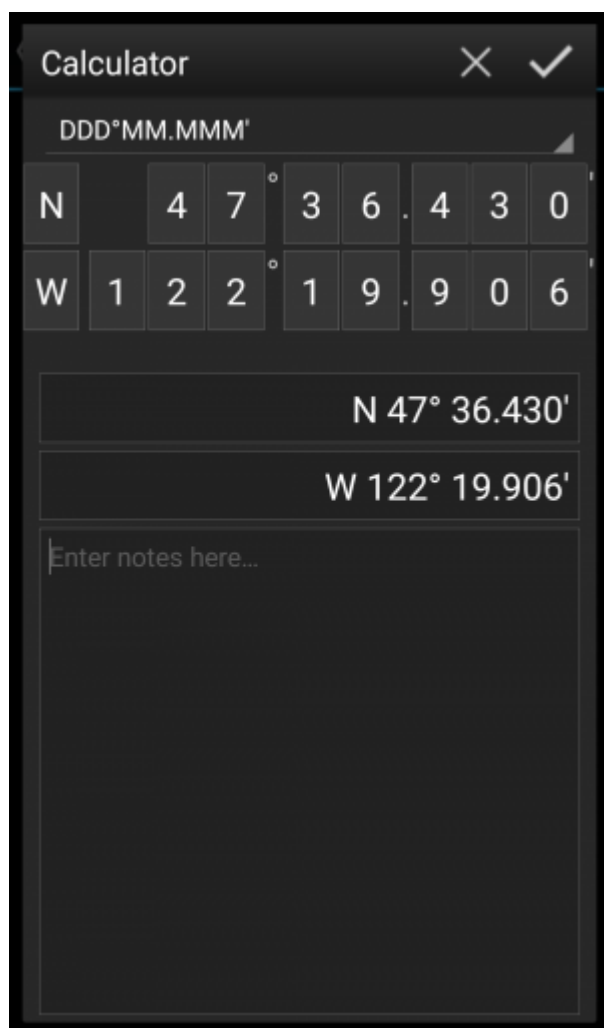 Calculator
DDD°MM.MMM'
N 4 7 ° 3 6 . 4 3 0 '
W 1 2 2 ° 1 9 . 9 0 6 '
N 47° 36.430'
W 122° 19.906'
Enter notes here...